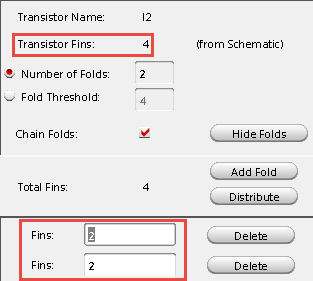 Transistor Name: I2
Transistor Fins: 4 (from Schematic)
Number of Folds: 2
Fold Threshold: 4
Chain Folds: Hide Folds
Add Fold
Total Fins: 4
Distribute
Fins: 2 Delete
Fins: 2 Delete